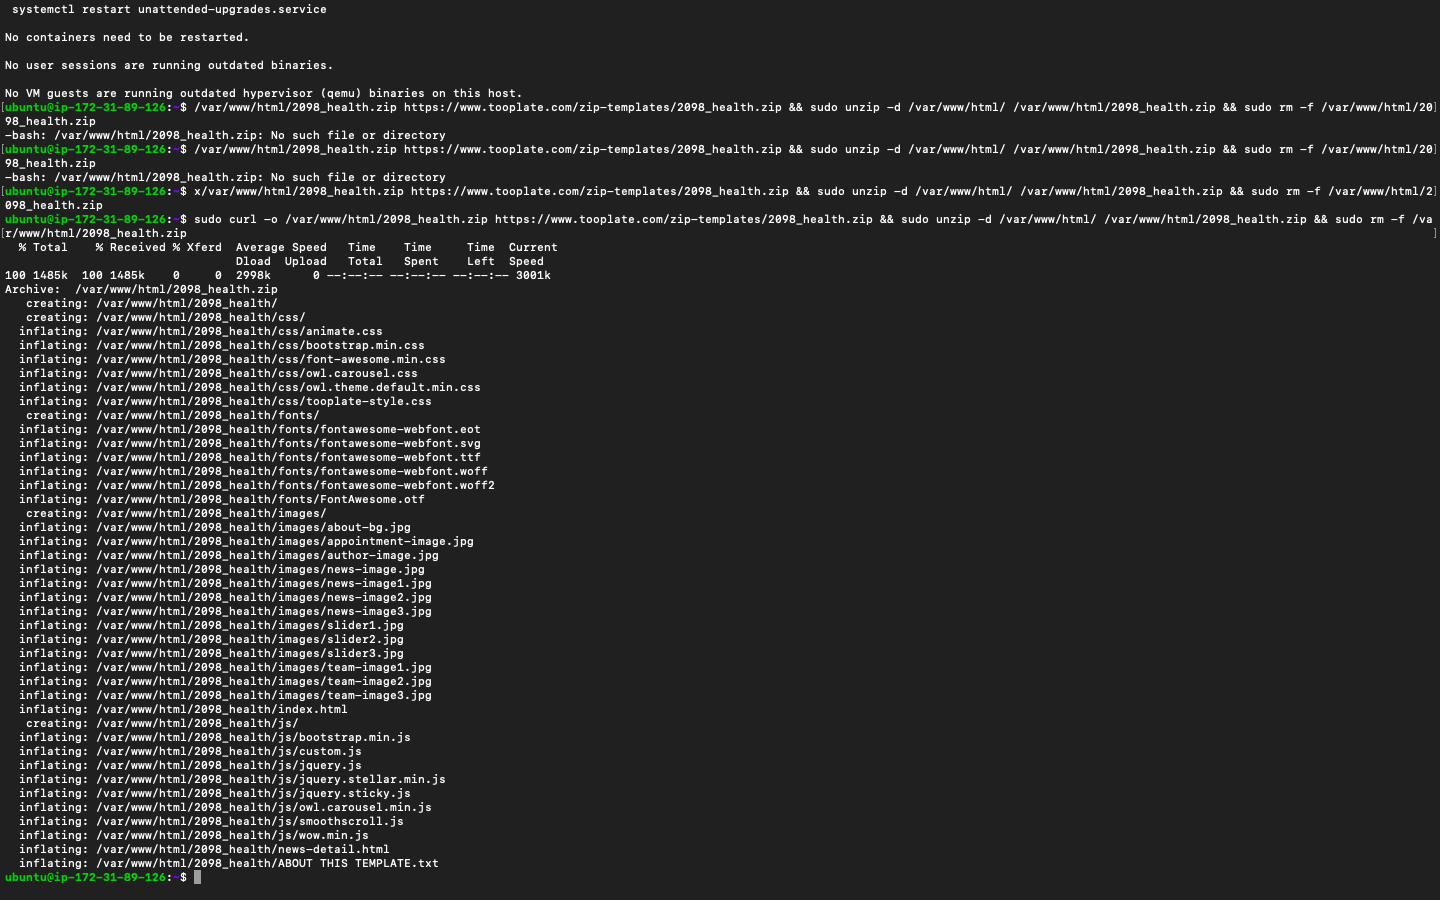 systemctl restart unattended-upgrades.service
No containers need to be restarted.
No user sessions are running outdated binaries.
No VM guests are running outdated hypervisor (qemu) binaries on this host.
[ubuntu@ip-172-31-89-126:~$ /var/www/html/2098_health.zip https://www.tooplate.com/zip-templates/2098_health.zip && sudo unzip -d /var/www/html/ /var/www/html/2098_health.zip && sudo rm -f /var/www/html/20]
98_health.zip
-bash: /var/www/html/2098_health.zip: No such file or directory
[ubuntu@ip-172-31-89-126:~$ /var/www/html/2098_health.zip https://www.tooplate.com/zip-templates/2098_health.zip && sudo unzip -d /var/www/html/ /var/www/html/2098_health.zip && sudo rm -f /var/www/html/20]
98_health.zip
-bash: /var/www/html/2098_health.zip: No such file or directory
[ubuntu@ip-172-31-89-126:~$ x/var/www/html/2098_health.zip https://www.tooplate.com/zip-templates/2098_health.zip && sudo unzip -d /var/www/html/ /var/www/html/2098_health.zip && sudo rm -f /var/www/html/2]
098_health.zip
ubuntu@ip-172-31-89-126:~$ sudo curl -o /var/www/html/2098_health.zip https://www.tooplate.com/zip-templates/2098_health.zip && sudo unzip -d /var/www/html/ /var/www/html/2098_health.zip && sudo rm -f /va
[r/www/html/2098_health.zip ]
% Total % Received % Xferd Average Speed Time Time Time Current
Dload Upload Total Spent Left Speed
100 1485k 100 1485k 0 0 2998k 0 --:--:-- --:--:-- --:--:-- 3001k
Archive: /var/www/html/2098_health.zip
creating: /var/www/html/2098_health/
creating: /var/www/html/2098_health/css/
inflating: /var/www/html/2098_health/css/animate.css
inflating: /var/www/html/2098_health/css/bootstrap.min.css
inflating: /var/www/html/2098_health/css/font-awesome.min.css
inflating: /var/www/html/2098_health/css/owl.carousel.css
inflating: /var/www/html/2098_health/css/owl.theme.default.min.css
inflating: /var/www/html/2098_health/css/tooplate-style.css
creating: /var/www/html/2098_health/fonts/
inflating: /var/www/html/2098_health/fonts/fontawesome-webfont.eot
inflating: /var/www/html/2098_health/fonts/fontawesome-webfont.svg
inflating: /var/www/html/2098_health/fonts/fontawesome-webfont.ttf
inflating: /var/www/html/2098_health/fonts/fontawesome-webfont.woff
inflating: /var/www/html/2098_health/fonts/fontawesome-webfont.woff2
inflating: /var/www/html/2098_health/fonts/FontAwesome.otf
creating: /var/www/html/2098_health/images/
inflating: /var/www/html/2098_health/images/about-bg.jpg
inflating: /var/www/html/2098_health/images/appointment-image.jpg
inflating: /var/www/html/2098_health/images/author-image.jpg
inflating: /var/www/html/2098_health/images/news-image.jpg
inflating: /var/www/html/2098_health/images/news-image1.jpg
inflating: /var/www/html/2098_health/images/news-image2.jpg
inflating: /var/www/html/2098_health/images/news-image3.jpg
inflating: /var/www/html/2098_health/images/slider1.jpg
inflating: /var/www/html/2098_health/images/slider2.jpg
inflating: /var/www/html/2098_health/images/slider3.jpg
inflating: /var/www/html/2098_health/images/team-image1.jpg
inflating: /var/www/html/2098_health/images/team-image2.jpg
inflating: /var/www/html/2098_health/images/team-image3.jpg
inflating: /var/www/html/2098_health/index.html
creating: /var/www/html/2098_health/js/
inflating: /var/www/html/2098_health/js/bootstrap.min.js
inflating: /var/www/html/2098_health/js/custom.js
inflating: /var/www/html/2098_health/js/jquery.js
inflating: /var/www/html/2098_health/js/jquery.stellar.min.js
inflating: /var/www/html/2098_health/js/jquery.sticky.js
inflating: /var/www/html/2098_health/js/owl.carousel.min.js
inflating: /var/www/html/2098_health/js/smoothscroll.js
inflating: /var/www/html/2098_health/js/wow.min.js
inflating: /var/www/html/2098_health/news-detail.html
inflating: /var/www/html/2098_health/ABOUT THIS TEMPLATE.txt
ubuntu@ip-172-31-89-126:~$